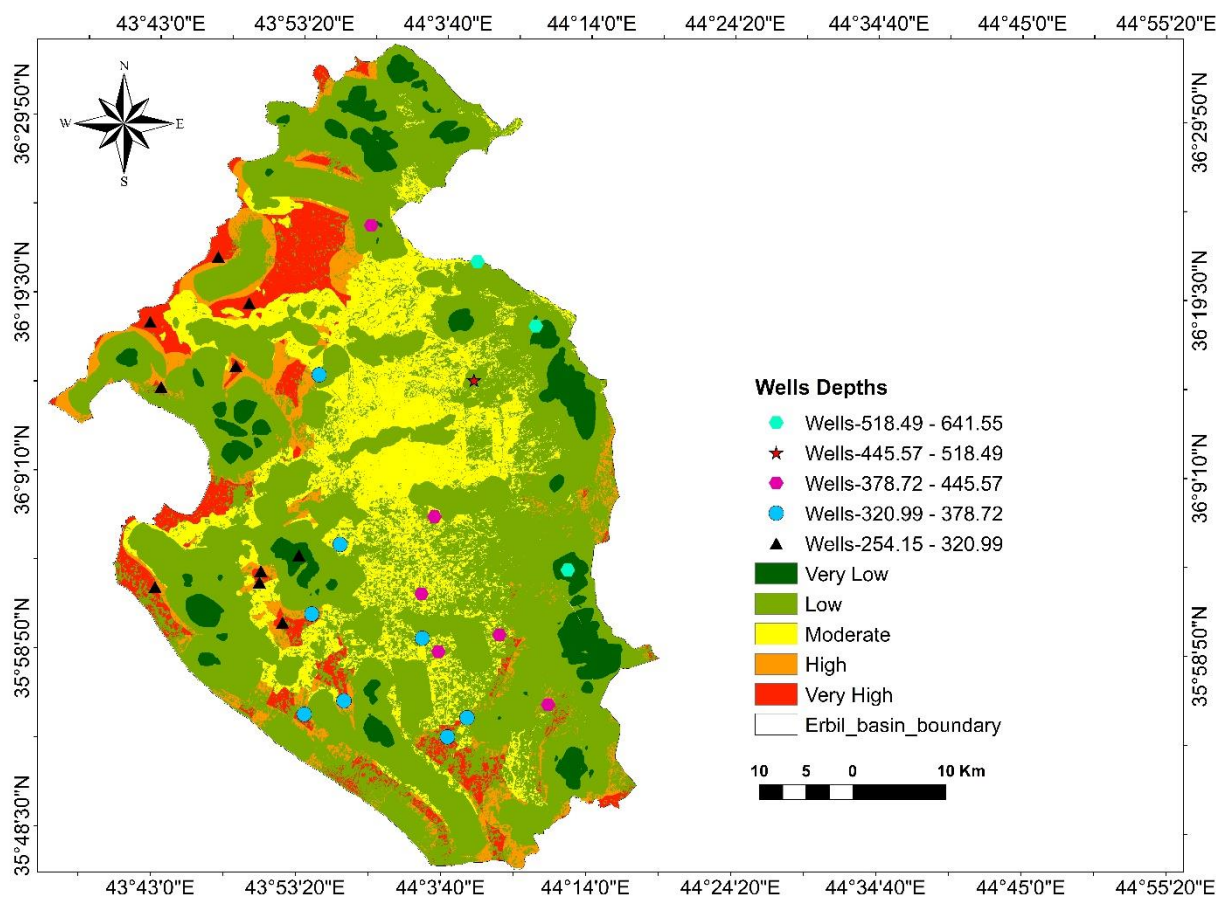 43°43'0"E 43°53'20"E 44°3'40"E 44°14'0"E 44°24'20"E 44°34'40"E 44°45'0"E 44°55'20"E
36°29'50"N
36°19'30"N
36°9'10"N
35°58'50"N
35°48'30"N
N
W E
S
36°29'50"N
36°19'30"N
36°9'10"N
35°58'50"N
35°48'30"N
Wells Depths
Wells-518.49 - 641.55
Wells-445.57 - 518.49
Wells-378.72 - 445.57
Wells-320.99 - 378.72
Wells-254.15 - 320.99
Very Low
Low
Moderate
High
Very High
Erbil_basin_boundary
10 5 0 10 Km
43°43'0"E 43°53'20"E 44°3'40"E 44°14'0"E 44°24'20"E 44°34'40"E 44°45'0"E 44°55'20"E